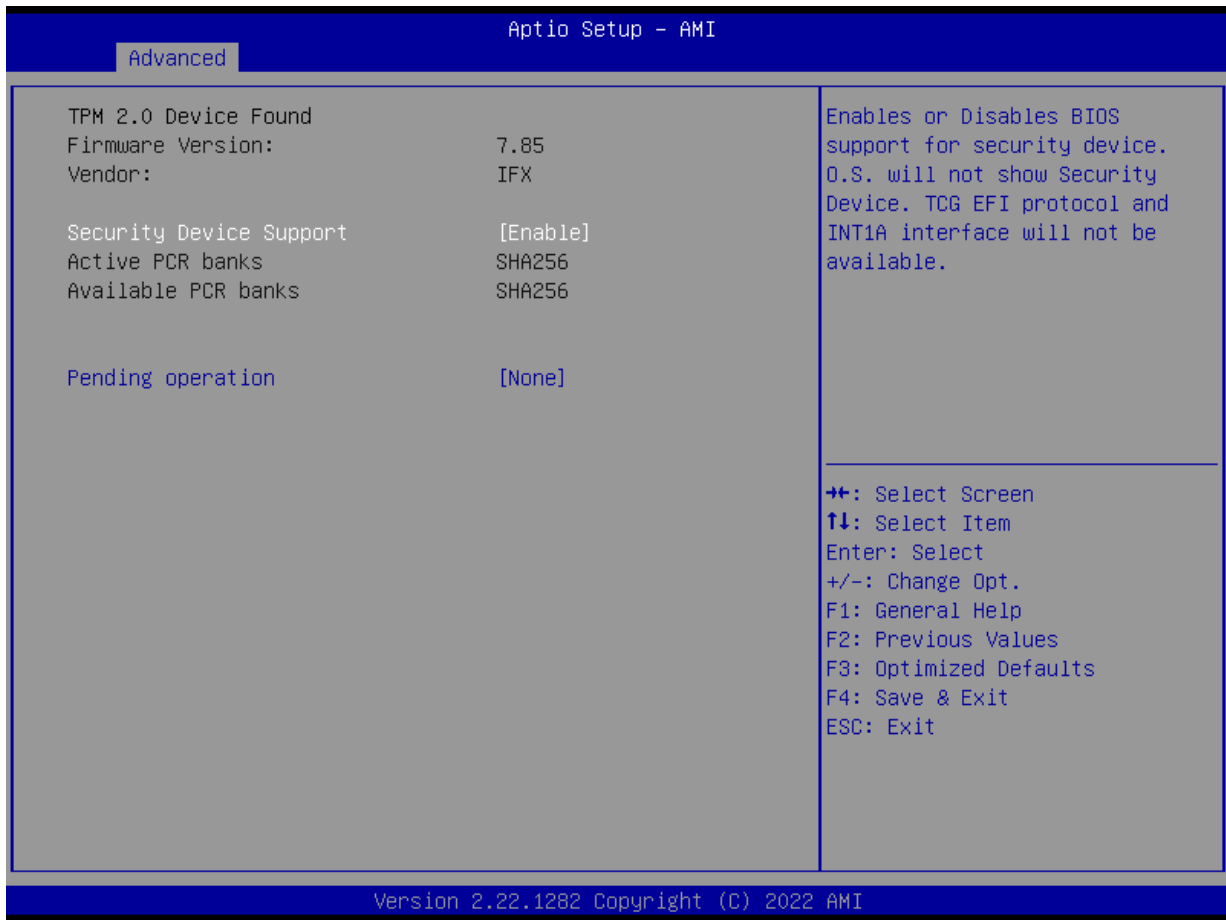 Aptio Setup – AMI
Advanced
TPM 2.0 Device Found
Firmware Version: 7.85
Vendor: IFX
Security Device Support [Enable]
Active PCR banks SHA256
Available PCR banks SHA256
Pending operation [None]
Enables or Disables BIOS
support for security device.
O.S. will not show Security
Device. TCG EFI protocol and
INT1A interface will not be
available.
→←: Select Screen
↑↓: Select Item
Enter: Select
+/-: Change Opt.
F1: General Help
F2: Previous Values
F3: Optimized Defaults
F4: Save & Exit
ESC: Exit
Version 2.22.1282 Copyright (C) 2022 AMI